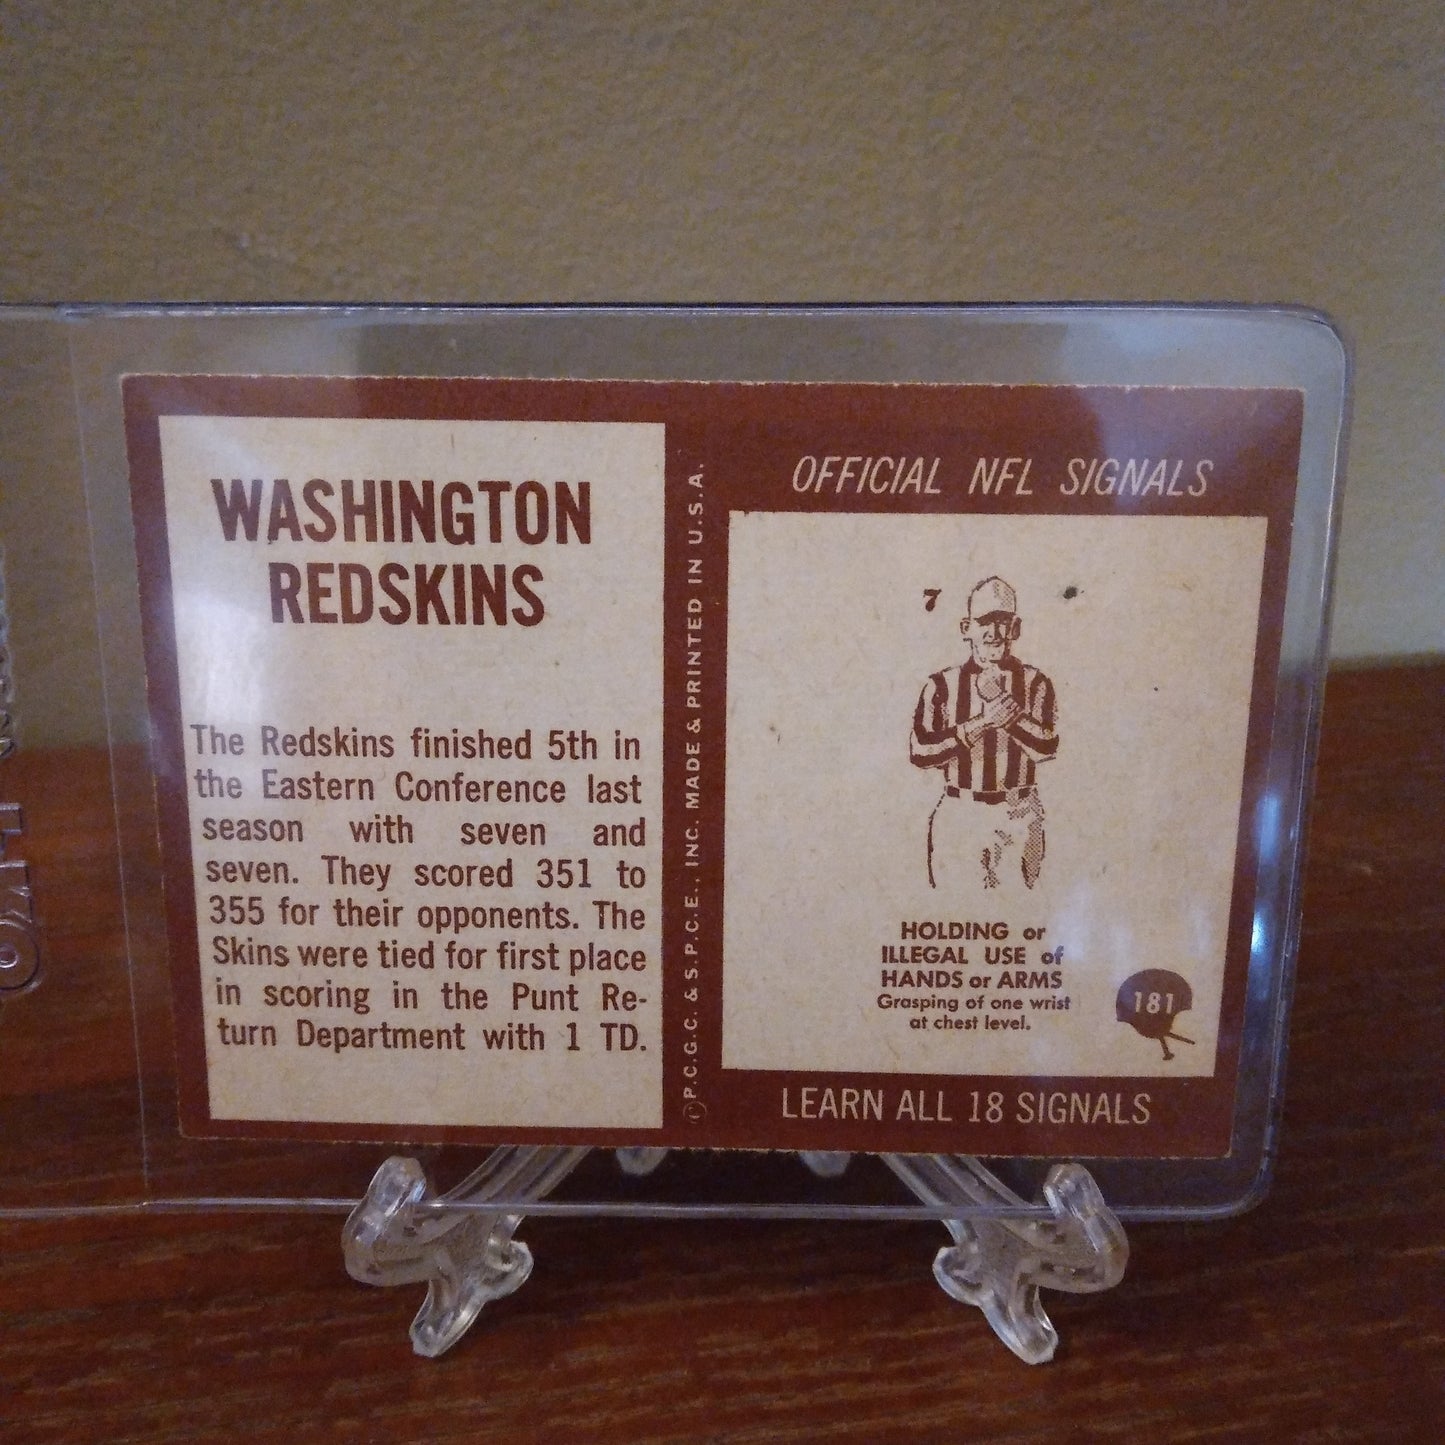 WASHINGTON
REDSKINS
The Redskins finished 5th in
the Eastern Conference last
season with seven and
seven. They scored 351 to
355 for their opponents. The
Skins were tied for first place
in scoring in the Punt Re-
turn Department with 1 TD.
© P.C.G.C. & S.P.C.E., INC. MADE & PRINTED IN U.S.A.
OFFICIAL NFL SIGNALS
7
HOLDING or
ILLEGAL USE of
HANDS or ARMS
Grasping of one wrist
at chest level.
181
LEARN ALL 18 SIGNALS